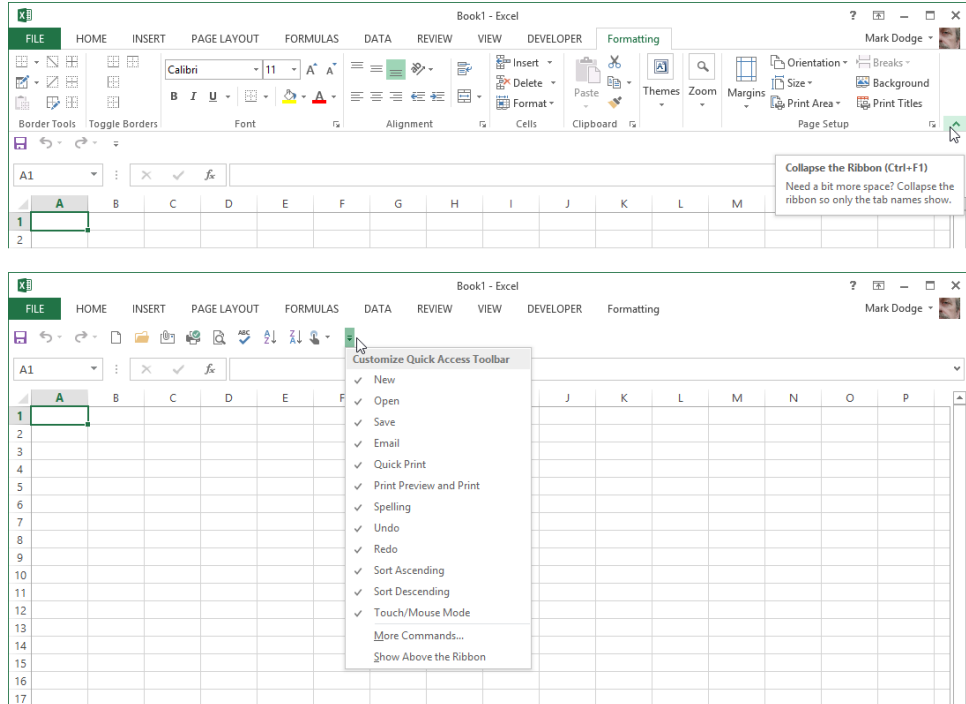 Book1 - Excel ?
FILE HOME INSERT PAGE LAYOUT FORMULAS DATA REVIEW VIEW DEVELOPER Formatting Mark Dodge
Calibri 11 A A Insert Orientation Breaks
Delete Paste Themes Zoom Margins Size Background
B I U A Format Print Area Print Titles
Border Tools Toggle Borders Font Alignment Cells Clipboard Page Setup
A1 fx
Collapse the Ribbon (Ctrl+F1)
Need a bit more space? Collapse the
ribbon so only the tab names show.
A B C D E F G H I J K L M
1
2
Book1 - Excel ?
FILE HOME INSERT PAGE LAYOUT FORMULAS DATA REVIEW VIEW DEVELOPER Formatting Mark Dodge
ABC A Z Z A
A1 fx
Customize Quick Access Toolbar
New
Open
Save
Email
Quick Print
Print Preview and Print
Spelling
Undo
Redo
Sort Ascending
Sort Descending
Touch/Mouse Mode
More Commands...
Show Above the Ribbon
A B C D E F J K L M N O P
1
2
3
4
5
6
7
8
9
10
11
12
13
14
15
16
17